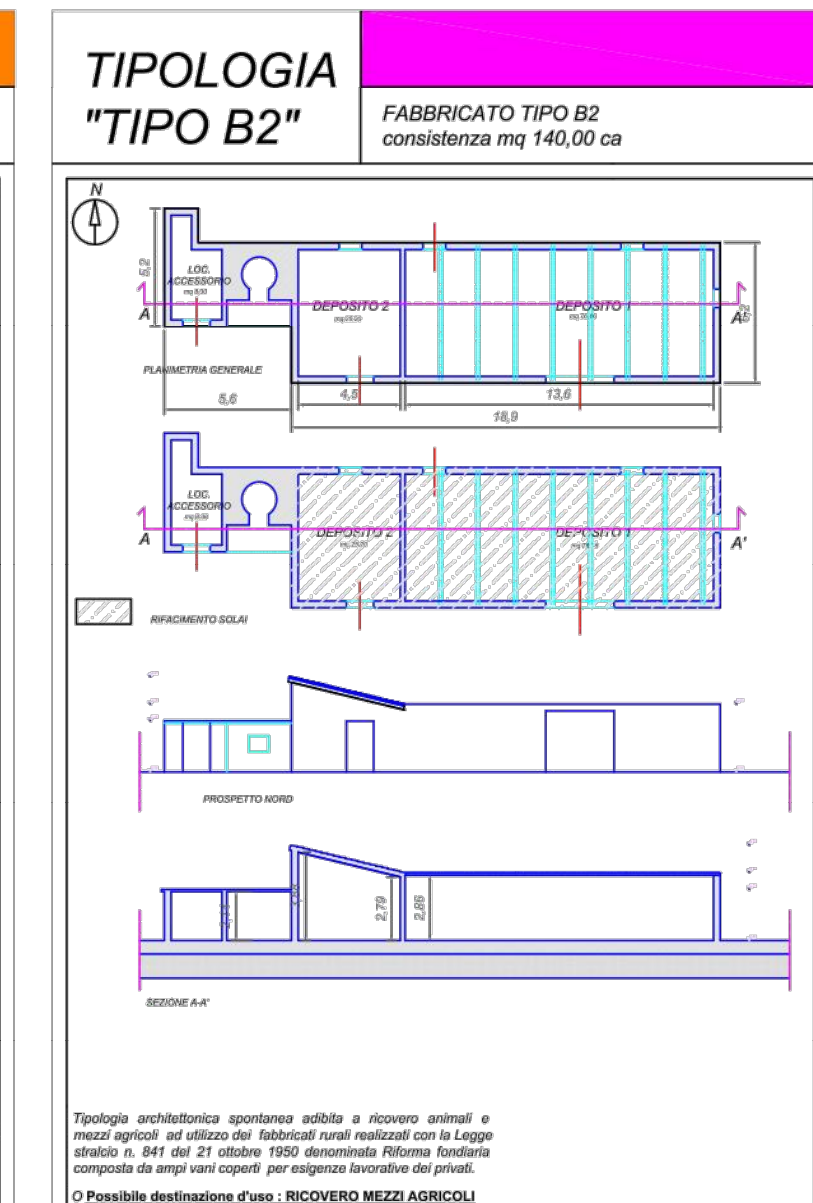 TIPOLOGIA
"TIPO B2"
FABBRICATO TIPO B2
consistenza mq 140,00 ca
N
5,2
LOC.
ACCESSORIO
DEPOSITO 2
DEPOSITO 1
A
A'
PLANIMETRIA GENERALE
5,6
4,5
13,6
18,9
LOC.
ACCESSORIO
DEPOSITO 2
DEPOSITO 1
A
A'
RIFACIMENTO SOLAI
PROSPETTO NORD
2,79
2,86
SEZIONE A-A'
Tipologia architettonica spontanea adibita a ricovero animali e
mezzi agricoli ad utilizzo dei fabbricati rurali realizzati con la Legge
stralcio n. 841 del 21 ottobre 1950 denominata Riforma fondiaria
composta da ampi vani coperti per esigenze lavorative dei privati.
O Possibile destinazione d'uso : RICOVERO MEZZI AGRICOLI